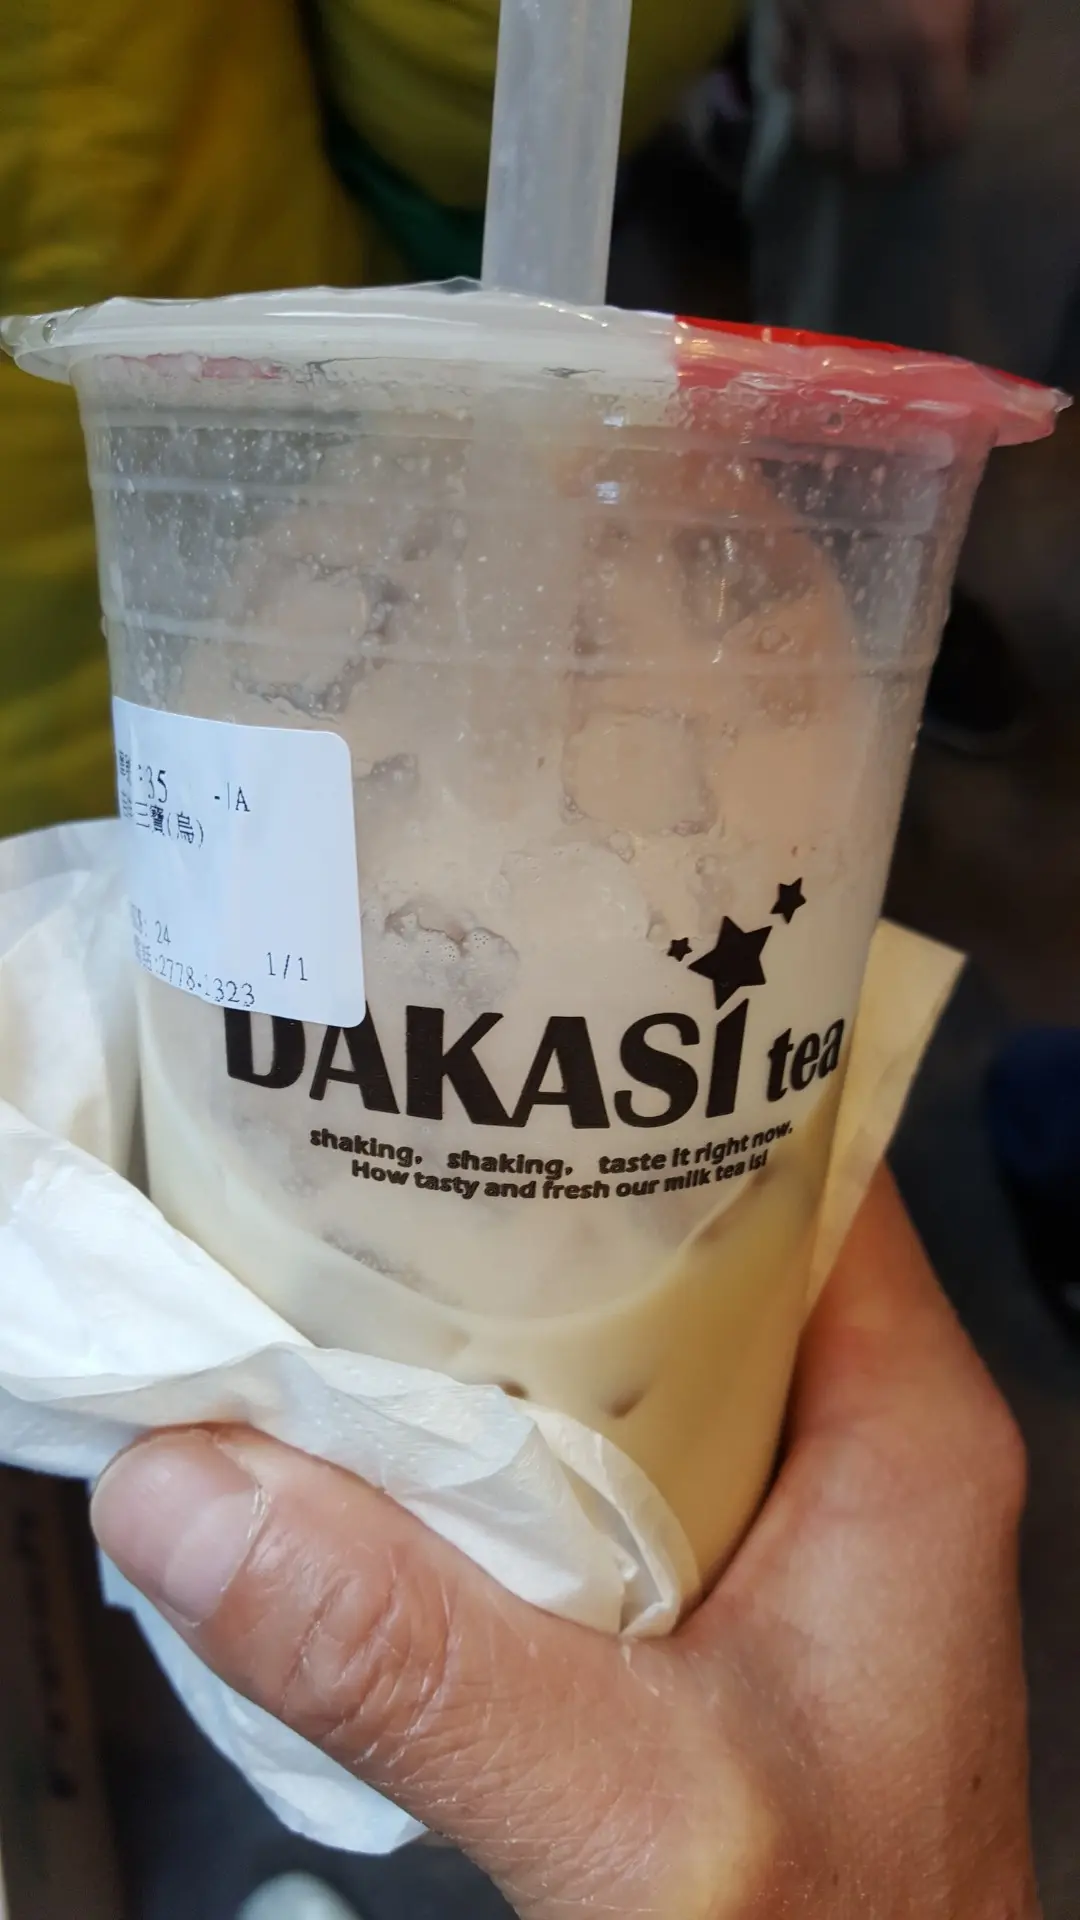 :35 -1A
三寶(烏)
: 24
1/1
:2778-1323
DAKASI tea
shaking, shaking, taste it right now.
How tasty and fresh our milk tea is!